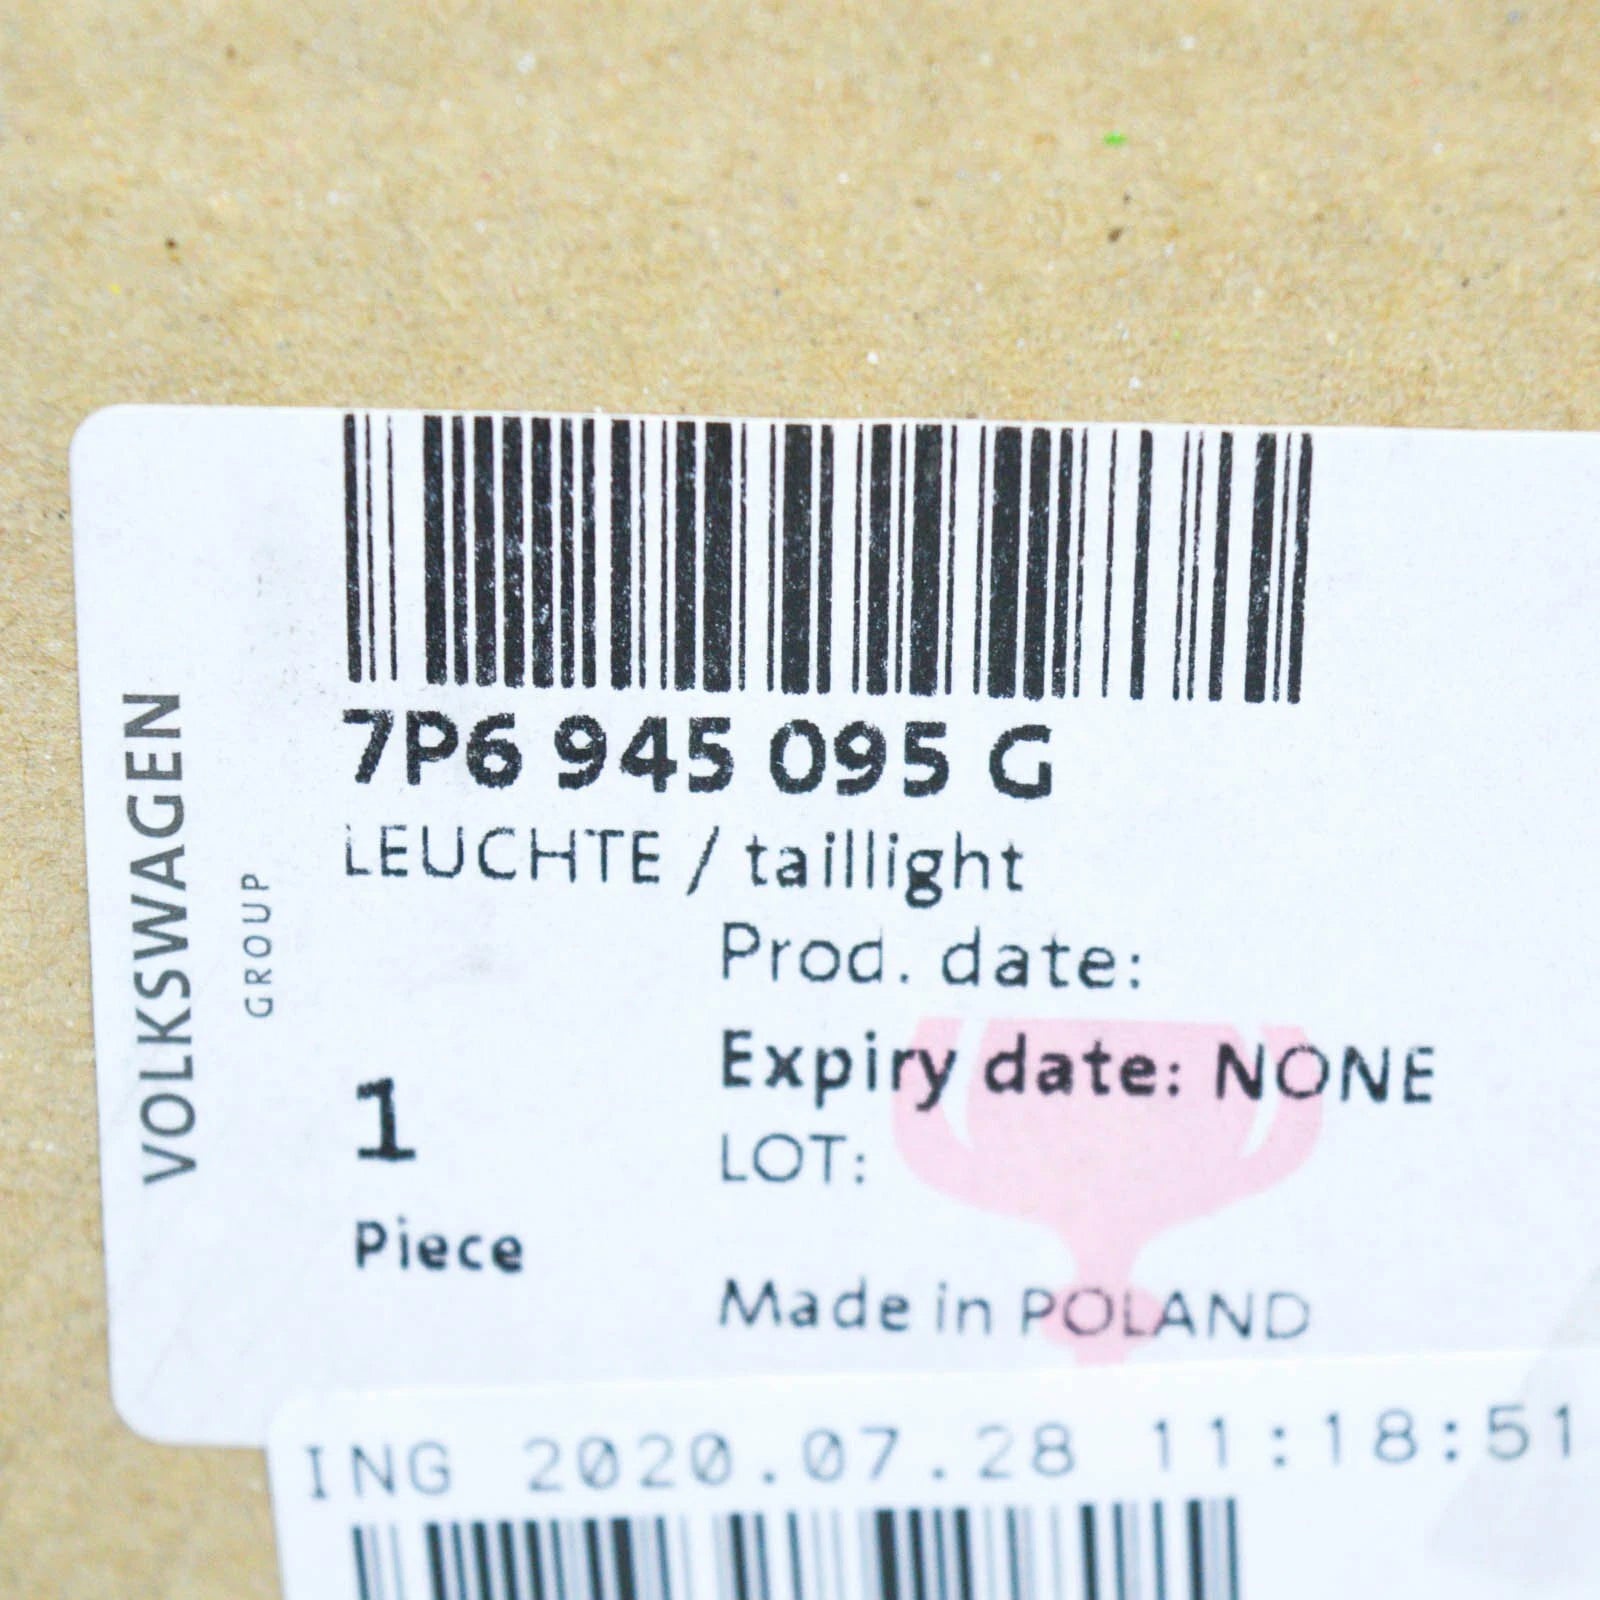 VOLKSWAGEN
GROUP
7P6 945 095 G
LEUCHTE / taillight
Prod. date:
Expiry date: NONE
LOT:
1
Piece
Made in POLAND
ING 2020.07.28 11:18:51